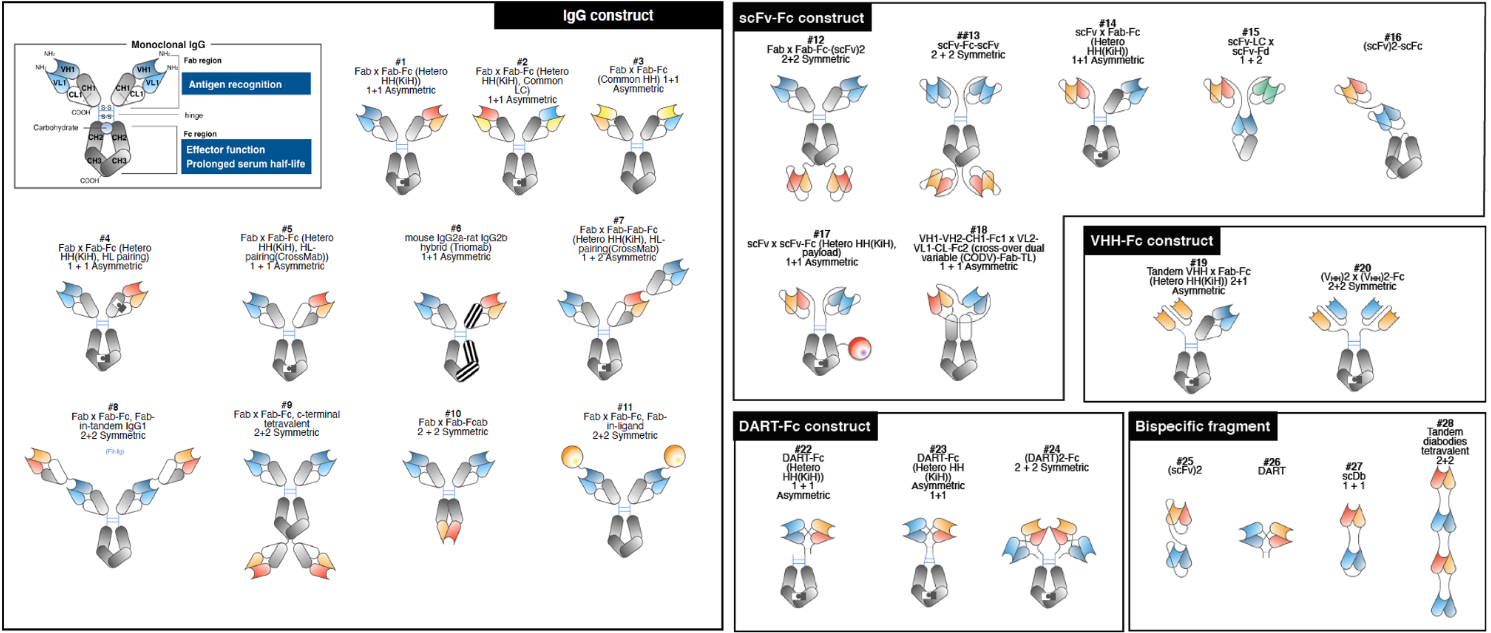 IgG construct
Monoclonal IgG
NH₂
NH₂
NH₂
NH₂
VH1
VL1
CH1
CL1
VH1
VL1
CH1
CL1
Fab region
Antigen recognition
S-S
S-S
COOH
hinge
Carbohydrate
Fc region
CH2
CH2
CH3
CH3
Effector function
Prolonged serum half-life
COOH
#1
Fab x Fab-Fc (Hetero
HH(KiH))
1+1 Asymmetric
#2
Fab x Fab-Fc (Hetero
HH(KiH), Common
LC)
1+1 Asymmetric
#3
Fab x Fab-Fc
(Common HH) 1+1
Asymmetric
#4
Fab x Fab-Fc (Hetero
HH(KiH), HL pairing)
1 + 1 Asymmetric
#5
Fab x Fab-Fc (Hetero
HH(KiH), HL-
pairing(CrossMab))
1 + 1 Asymmetric
#6
mouse IgG2a-rat IgG2b
hybrid (Triomab)
1+1 Asymmetric
#7
Fab x Fab-Fab-Fc
(Hetero HH(KiH), HL-
pairing(CrossMab)
1 + 2 Asymmetric
#8
Fab x Fab-Fc, Fab-
in-tandem IgG1
2+2 Symmetric
(Fit-Ig)
#9
Fab x Fab-Fc, c-terminal
tetravalent
2+2 Symmetric
#10
Fab x Fab-Fcab
2 + 2 Symmetric
#11
Fab x Fab-Fc, Fab-
in-ligand
2+2 Symmetric
scFv-Fc construct
#12
Fab x Fab-Fc-(scFv)2
2+2 Symmetric
##13
scFv-Fc-scFv
2 + 2 Symmetric
#14
scFv x Fab-Fc
(Hetero
HH(KiH))
1+1 Asymmetric
#15
scFv-LC x
scFv-Fd
1 + 2
#16
(scFv)2-scFc
#17
scFv x scFv-Fc (Hetero HH(KiH),
payload)
1+1 Asymmetric
#18
VH1-VH2-CH1-Fc1 x VL2-
VL1-CL-Fc2 (cross-over dual
variable (CODV)-Fab-TL)
1 + 1 Asymmetric
VHH-Fc construct
#19
Tandem VHH x Fab-Fc
(Hetero HH(KiH)) 2+1
Asymmetric
#20
(VHH)2 x (VHH)2-Fc
2+2 Symmetric
DART-Fc construct
#22
DART-Fc
(Hetero
HH(KiH))
1 + 1
Asymmetric
#23
DART-Fc
(Hetero HH
(KiH))
Asymmetric
1+1
#24
(DART)2-Fc
2 + 2 Symmetric
Bispecific fragment
#25
(scFv)2
#26
DART
#27
scDb
1 + 1
#28
Tandem
diabodies
tetravalent
2+2